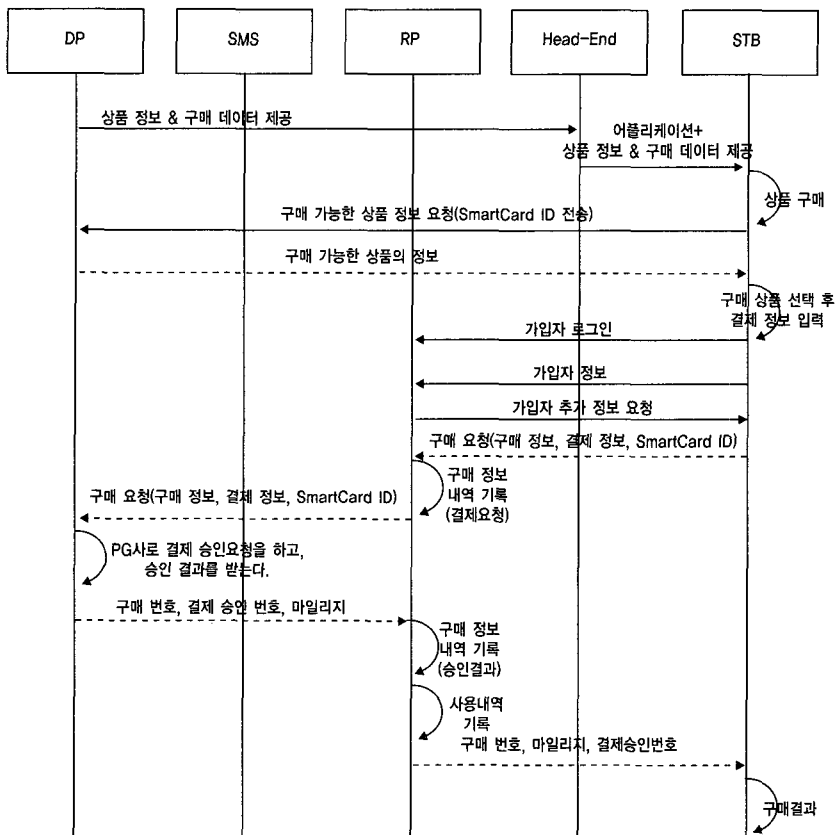 DP
SMS
RP
Head-End
STB
상품 정보 & 구매 데이터 제공
어플리케이션+
상품 정보 & 구매 데이터 제공
상품 구매
구매 가능한 상품 정보 요청(SmartCard ID 전송)
구매 가능한 상품의 정보
구매 상품 선택 후
결제 정보 입력
가입자 로그인
가입자 정보
가입자 추가 정보 요청
구매 요청(구매 정보, 결제 정보, SmartCard ID)
구매 정보
내역 기록
(결제요청)
구매 요청(구매 정보, 결제 정보, SmartCard ID)
PG사로 결제 승인요청을 하고,
승인 결과를 받는다.
구매 번호, 결제 승인 번호, 마일리지
구매 정보
내역 기록
(승인결과)
사용내역
기록
구매 번호, 마일리지, 결제승인번호
구매결과